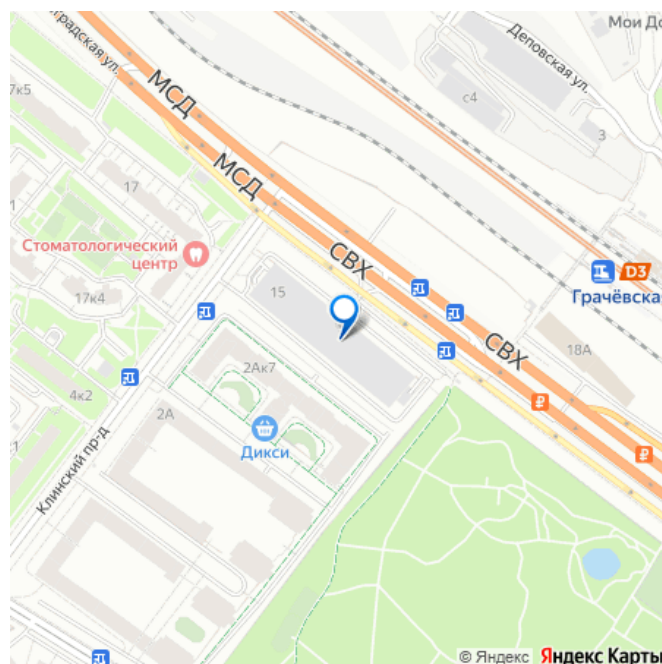 градская ул.
Мои До
Деповская ул.
7к5
МСД
с4
3
МСД
17
Стоматологический
центр
СВХ
D3
Грачёвска
15
17к4
СВХ
18А
2Ак7
4к2
2А
Дикси
Клинский пр-д
© Яндекс Яндекс Карты